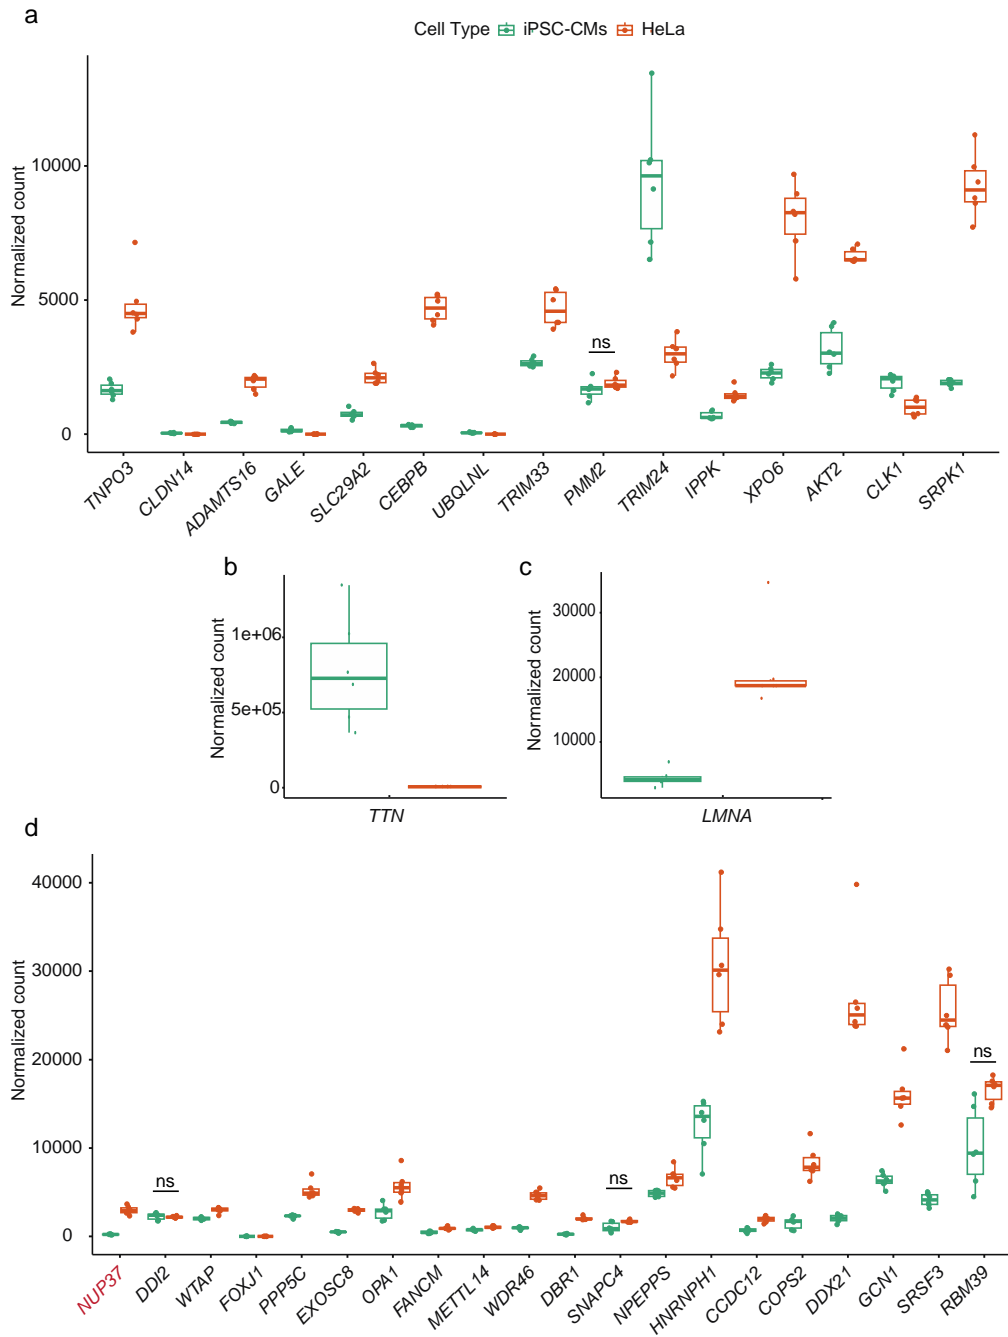 a
Cell Type iPSC-CMs HeLa
Normalized count
10000
5000
0
ns
TNPO3 CLDN14 ADAMTS16 GALE SLC29A2 CEBPB UBQLNL TRIM33 PMM2 TRIM24 IPPK XPO6 AKT2 CLK1 SRPK1
b
Normalized count
1e+06
5e+05
0
TTN
c
Normalized count
30000
20000
10000
LMNA
d
Normalized count
40000
30000
20000
10000
0
ns
ns
ns
NUP37 DDI2 WTAP FOXJ1 PPP5C EXOSC8 OPA1 FANCM METTL14 WDR46 DBR1 SNAPC4 NPEPPS HNRNPH1 CCDC12 COPS2 DDX21 GCN1 SRSF3 RBM39